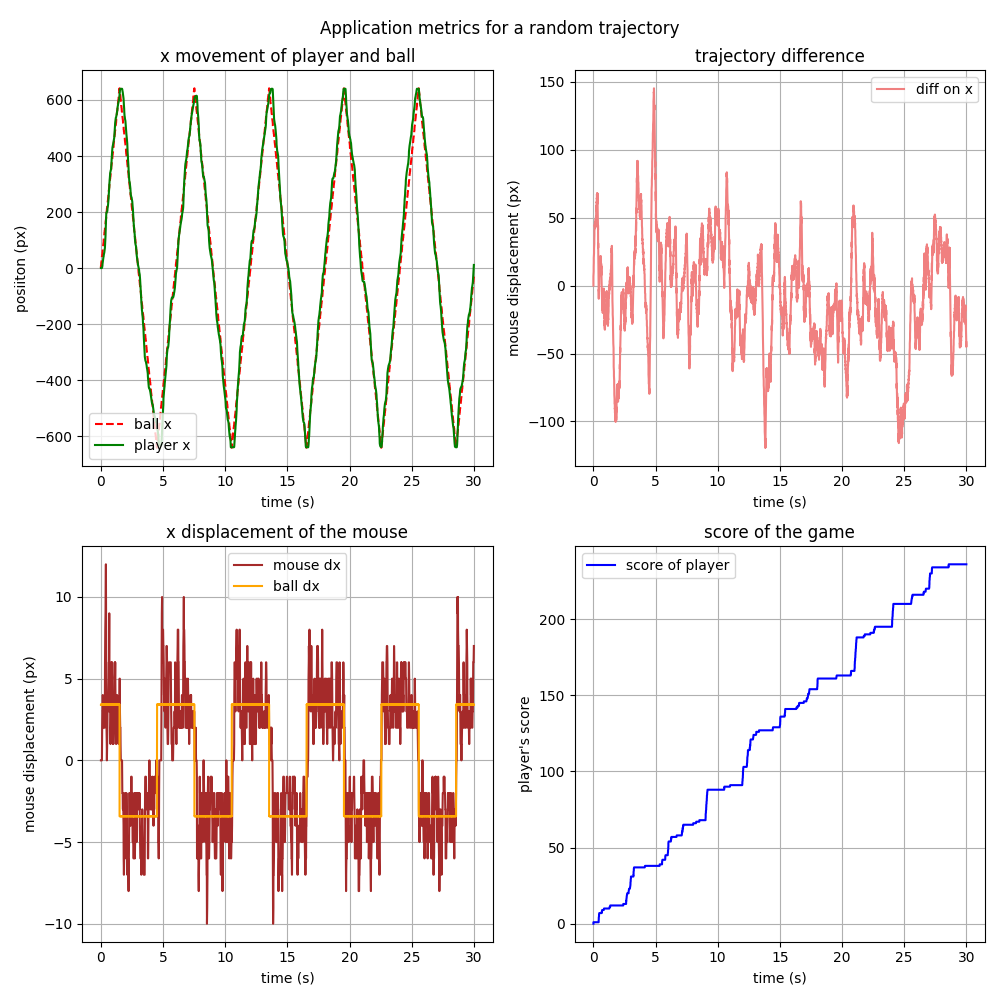 Application metrics for a random trajectory
x movement of player and ball
600
400
200
0
−200
−400
−600
posiiton (px)
ball x
player x
0 5 10 15 20 25 30
time (s)
trajectory difference
diff on x
150
100
50
0
−50
−100
mouse displacement (px)
0 5 10 15 20 25 30
time (s)
x displacement of the mouse
mouse dx
ball dx
10
5
0
−5
−10
mouse displacement (px)
0 5 10 15 20 25 30
time (s)
score of the game
score of player
200
150
100
50
0
player's score
0 5 10 15 20 25 30
time (s)